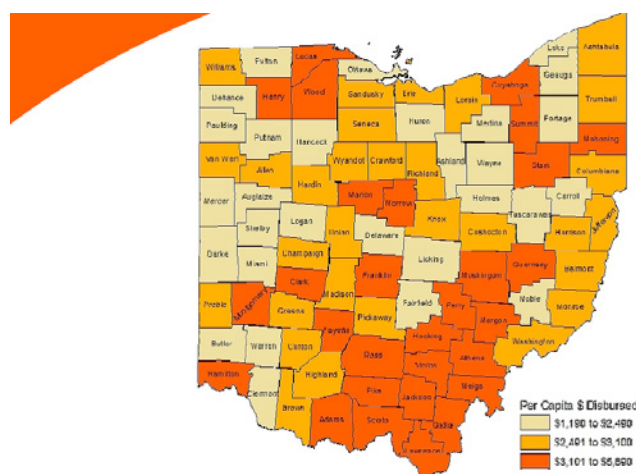 Williams
Fulton
Lucas
Ottawa
Lake
Ashtabula
Geauga
Cuyahoga
Defiance
Henry
Wood
Sandusky
Erie
Lorain
Trumbull
Paulding
Putnam
Hancock
Seneca
Huron
Medina
Summit
Portage
Mahoning
Van Wert
Allen
Wyandot
Crawford
Richland
Ashland
Wayne
Stark
Columbiana
Hardin
Mercer
Auglaize
Marion
Morrow
Holmes
Carroll
Tuscarawas
Jefferson
Logan
Union
Knox
Coshocton
Harrison
Shelby
Delaware
Darke
Champaign
Licking
Guernsey
Belmont
Miami
Clark
Franklin
Muskingum
Madison
Noble
Monroe
Preble
Montgomery
Greene
Pickaway
Fairfield
Perry
Morgan
Fayette
Hocking
Washington
Butler
Warren
Clinton
Ross
Athens
Hamilton
Highland
Vinton
Meigs
Clermont
Pike
Jackson
Brown
Adams
Scioto
Gallia
Lawrence
Per Capita $ Disbursed
$1,190 to $2,490
$2,491 to $3,100
$3,101 to $5,890